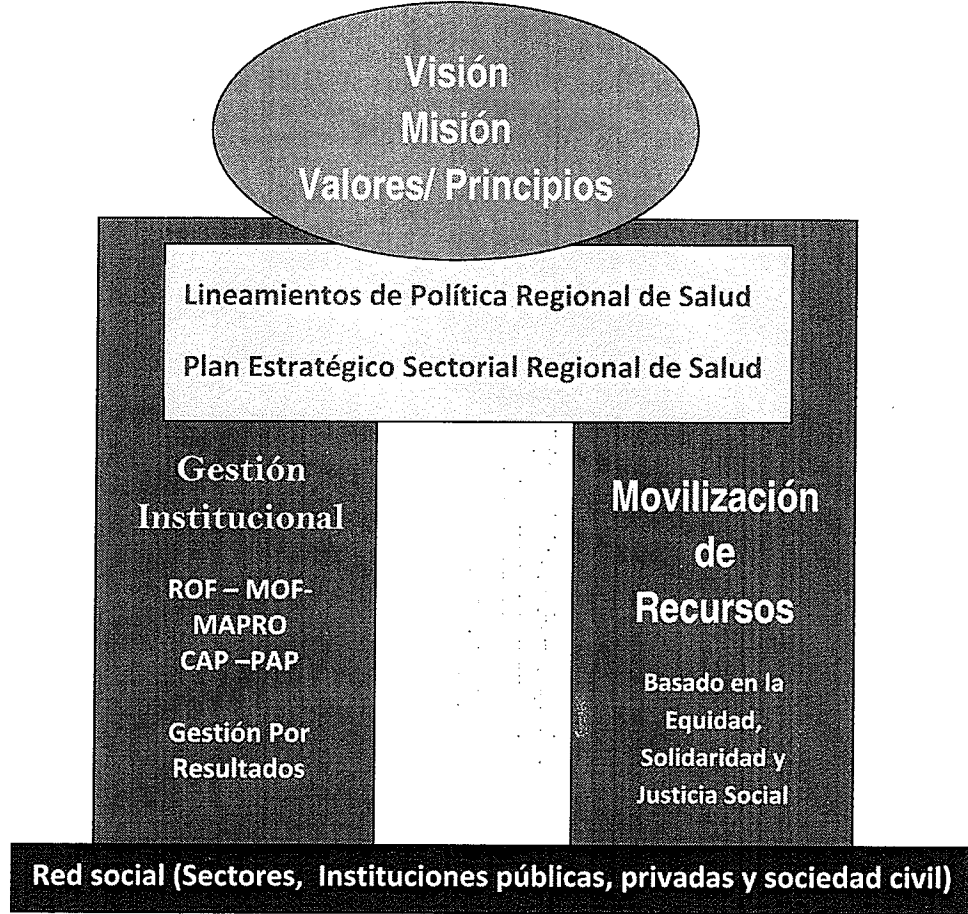 Visión
Misión
Valores/ Principios
Lineamientos de Política Regional de Salud
Plan Estratégico Sectorial Regional de Salud
Gestión
Institucional
ROF – MOF-
MAPRO
CAP –PAP
Gestión Por
Resultados
Movilización
de
Recursos
Basado en la
Equidad,
Solidaridad y
Justicia Social
Red social (Sectores, Instituciones públicas, privadas y sociedad civil)